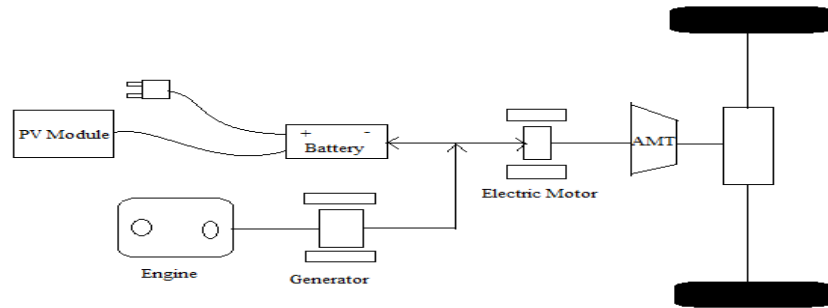 PV Module
+ -
Battery
AMT
Electric Motor
Engine
Generator